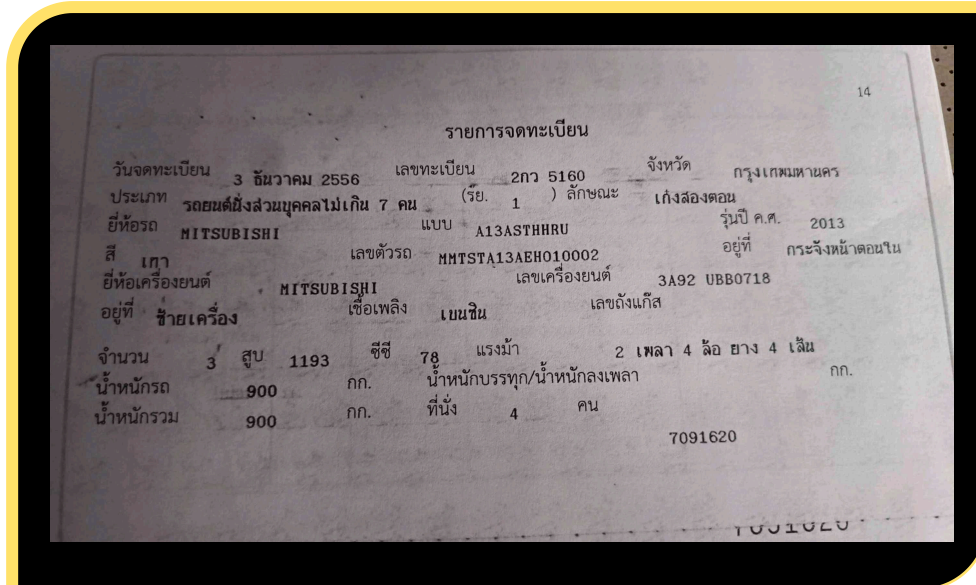 14
รายการจดทะเบียน
วันจดทะเบียน 3 ธันวาคม 2556 เลขทะเบียน 2กว 5160 จังหวัด กรุงเทพมหานคร
ประเภท รถยนต์นั่งส่วนบุคคลไม่เกิน 7 คน (รย. 1 ) ลักษณะ เก๋งสองตอน
ยี่ห้อรถ MITSUBISHI แบบ A13ASTHHRU รุ่นปี ค.ศ. 2013
สี เทา เลขตัวรถ MMTSTA13AEH010002 อยู่ที่ กระจังหน้าตอนใน
ยี่ห้อเครื่องยนต์ MITSUBISHI เลขเครื่องยนต์ 3A92 UBB0718
อยู่ที่ ซ้ายเครื่อง เชื้อเพลิง เบนซิน เลขถังแก๊ส
จำนวน 3 สูบ 1193 ซีซี 78 แรงม้า 2 เพลา 4 ล้อ ยาง 4 เส้น
น้ำหนักรถ 900 กก. น้ำหนักบรรทุก/น้ำหนักลงเพลา กก.
น้ำหนักรวม 900 กก. ที่นั่ง 4 คน
7091620